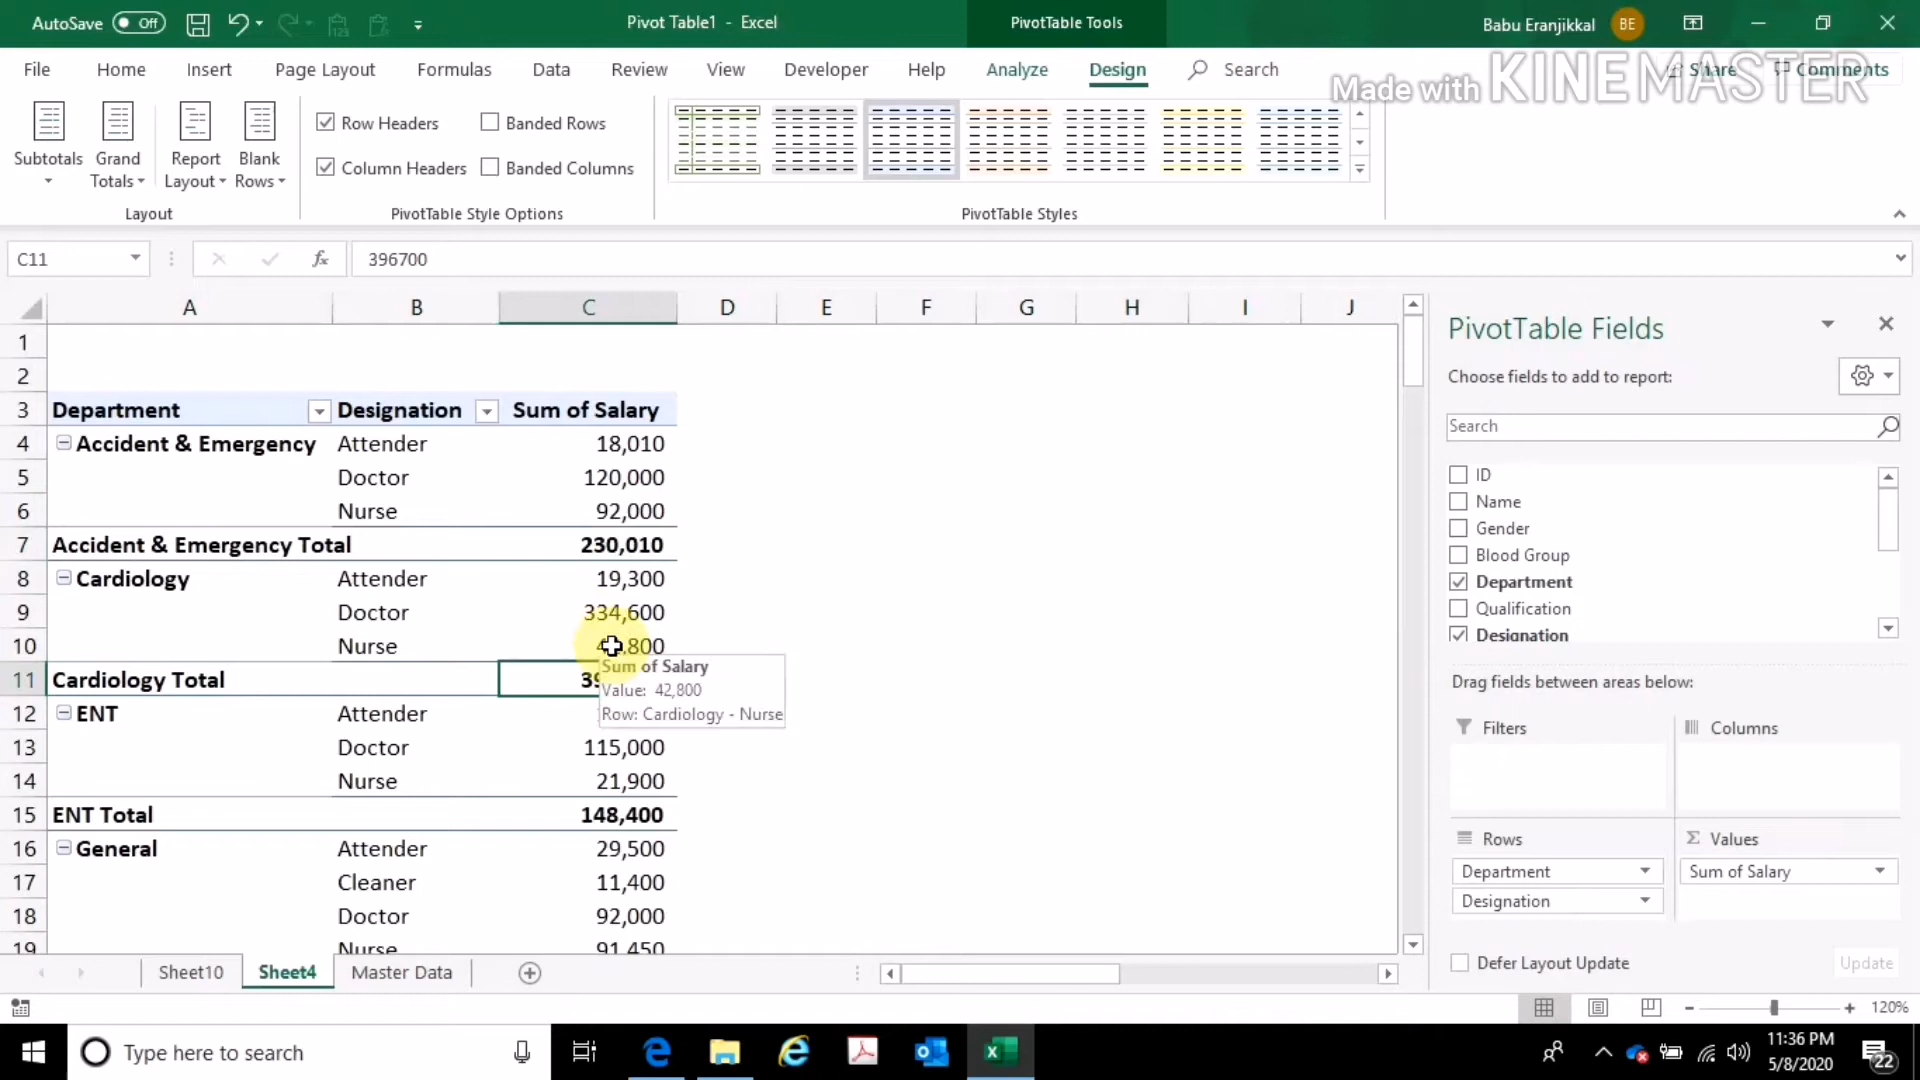 AutoSave Off
Pivot Table1 - Excel
PivotTable Tools
Babu Eranjikkal BE
File Home Insert Page Layout Formulas Data Review View Developer Help Analyze Design Search Share Comments
Made with KINEMASTER
Subtotals Grand Totals Report Layout Blank Rows
Layout
Row Headers Banded Rows
Column Headers Banded Columns
PivotTable Style Options
PivotTable Styles
C11 fx 396700
A B C D E F G H I J
1
2
3 Department Designation Sum of Salary
4 Accident & Emergency Attender 18,010
5 Doctor 120,000
6 Nurse 92,000
7 Accident & Emergency Total 230,010
8 Cardiology Attender 19,300
9 Doctor 334,600
10 Nurse
11 Cardiology Total
Sum of Salary
Value: 42,800
Row: Cardiology - Nurse
12 ENT Attender
13 Doctor 115,000
14 Nurse 21,900
15 ENT Total 148,400
16 General Attender 29,500
17 Cleaner 11,400
18 Doctor 92,000
19 Nurse 91,450
Sheet10 Sheet4 Master Data
PivotTable Fields
Choose fields to add to report:
Search
ID
Name
Gender
Blood Group
Department
Qualification
Designation
Drag fields between areas below:
Filters Columns
Rows Values
Department Sum of Salary
Designation
Defer Layout Update Update
120%
Type here to search
11:36 PM
5/8/2020
22